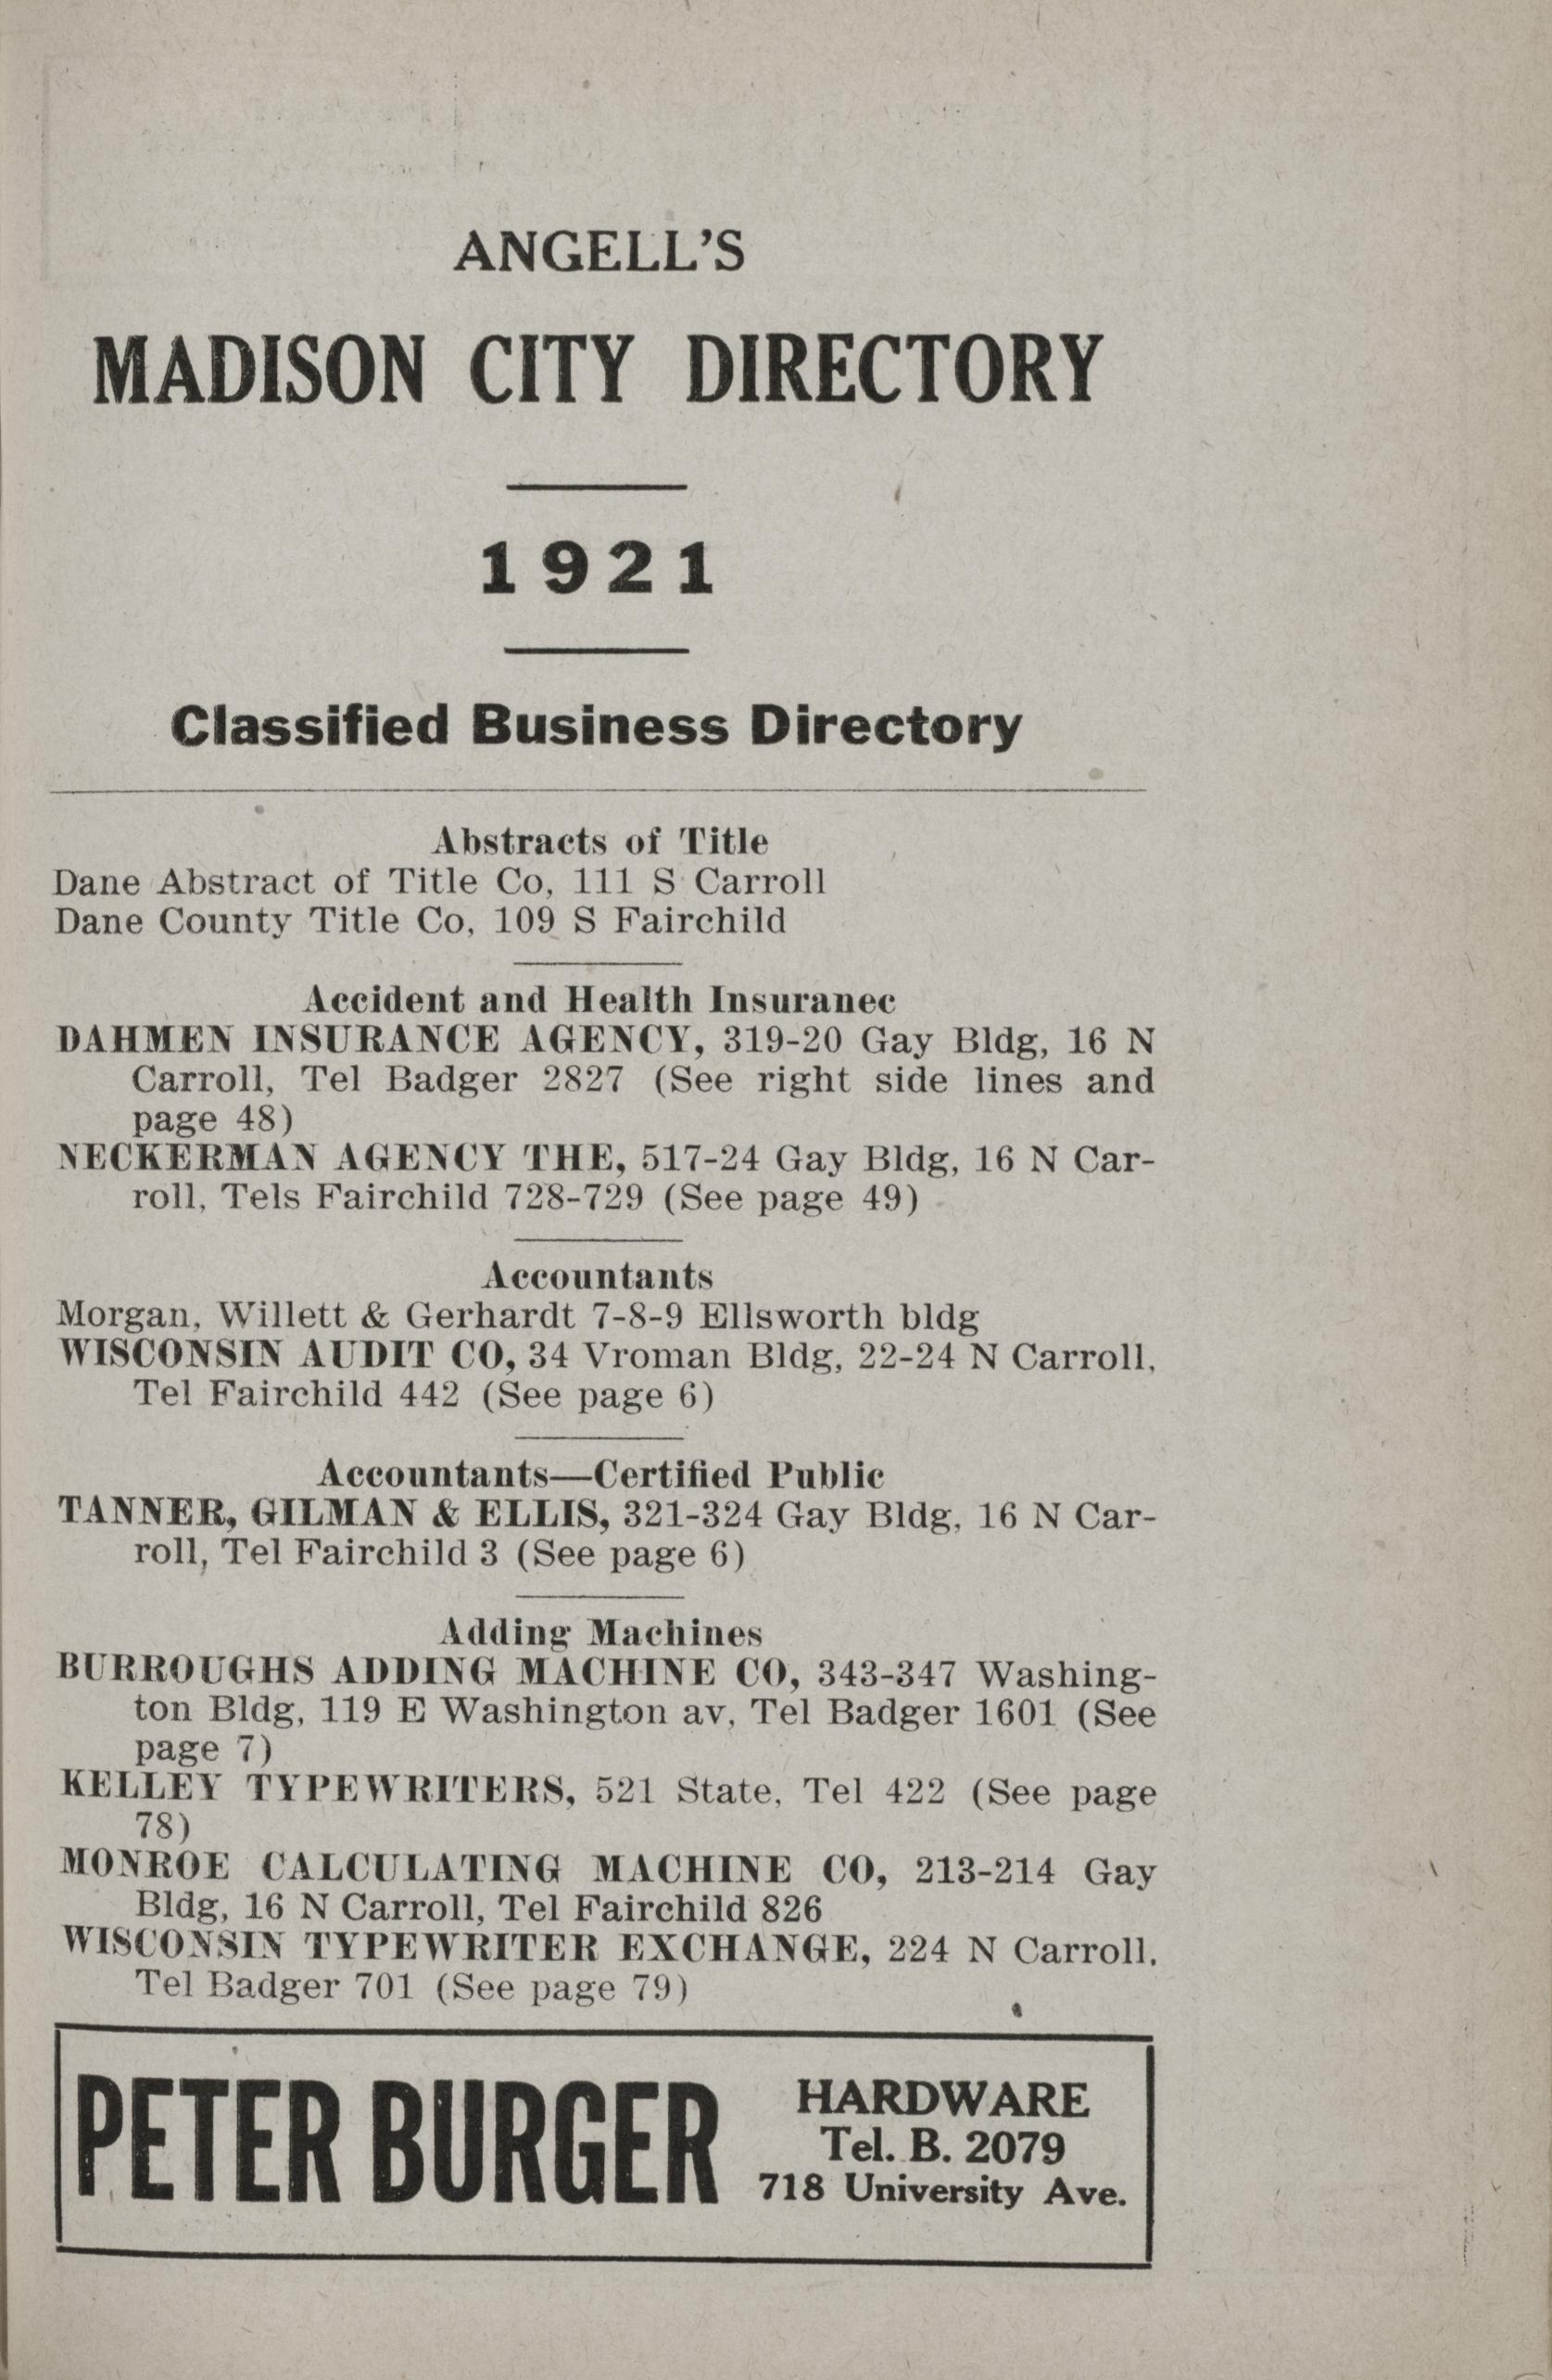 ANGELL'S
MADISON CITY DIRECTORY
1921
Classified Business Directory
Abstracts of Title
Dane Abstract of Title Co, 111 S Carroll
Dane County Title Co, 109 S Fairchild
Accident and Health Insuranec
DAHMEN INSURANCE AGENCY, 319-20 Gay Bldg, 16 N
Carroll, Tel Badger 2827 (See right side lines and
page 48)
NECKERMAN AGENCY THE, 517-24 Gay Bldg, 16 N Car-
roll, Tels Fairchild 728-729 (See page 49)
Accountants
Morgan, Willett & Gerhardt 7-8-9 Ellsworth bldg
WISCONSIN AUDIT CO, 34 Vroman Bldg, 22-24 N Carroll,
Tel Fairchild 442 (See page 6)
Accountants—Certified Public
TANNER, GILMAN & ELLIS, 321-324 Gay Bldg, 16 N Car-
roll, Tel Fairchild 3 (See page 6)
Adding Machines
BURROUGHS ADDING MACHINE CO, 343-347 Washing-
ton Bldg, 119 E Washington av, Tel Badger 1601 (See
page 7)
KELLEY TYPEWRITERS, 521 State, Tel 422 (See page
78)
MONROE CALCULATING MACHINE CO, 213-214 Gay
Bldg, 16 N Carroll, Tel Fairchild 826
WISCONSIN TYPEWRITER EXCHANGE, 224 N Carroll,
Tel Badger 701 (See page 79)
PETER BURGER
HARDWARE
Tel. B. 2079
718 University Ave.